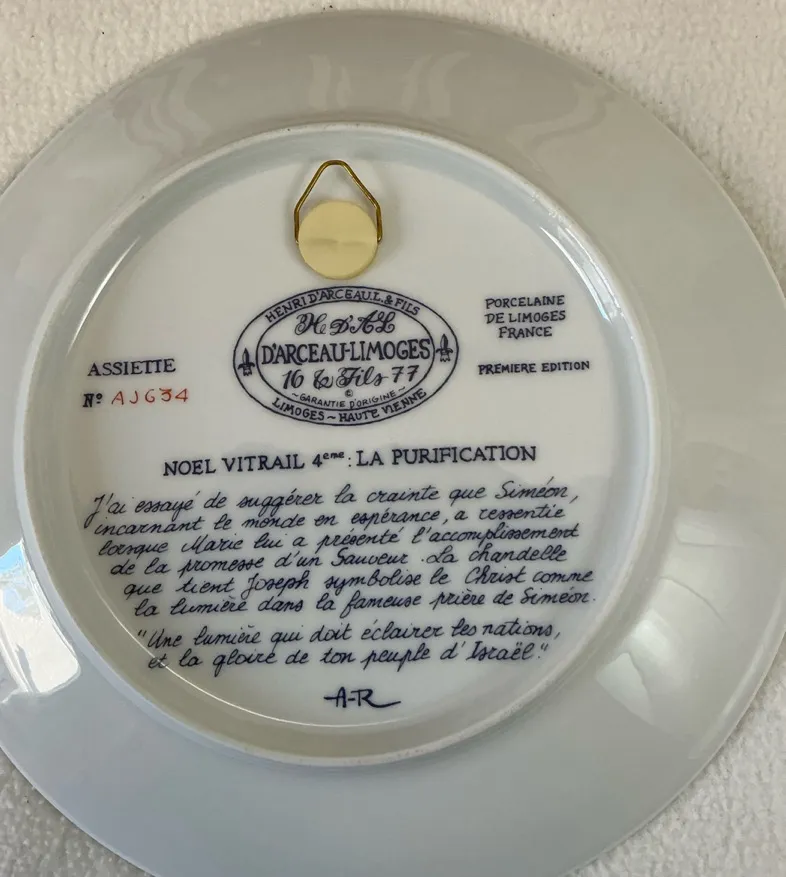 HENRI D'ARCEAU.L. & FILS
H D'A L
D'ARCEAU-LIMOGES
16 & Fils 77
©
~GARANTIE D'ORIGINE~
LIMOGES ~ HAUTE VIENNE
PORCELAINE
DE LIMOGES
FRANCE
PREMIERE EDITION
ASSIETTE
Nº AJG34
NOEL VITRAIL 4eme: LA PURIFICATION
J'ai essayé de suggérer la crainte que Siméon,
incarnant le monde en espérance, a ressentie
lorsque Marie lui a présenté l'accomplissement
de la promesse d'un Sauveur. La chandelle
que tient Joseph symbolise le Christ comme
la lumière dans la fameuse prière de Siméon.
"Une lumière qui doit éclairer les nations,
et la gloire de ton peuple d'Israël."
A-R